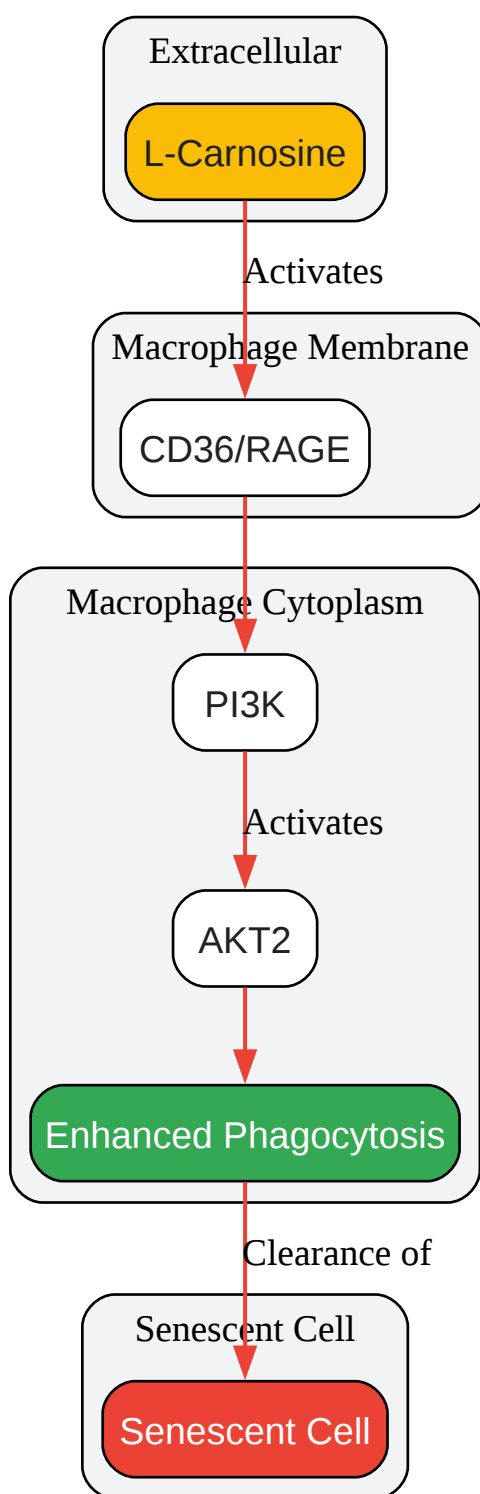 Extracellular
L-Carnosine
Activates
Macrophage Membrane
CD36/RAGE
Macrophage Cytoplasm
PI3K
Activates
AKT2
Enhanced Phagocytosis
Clearance of
Senescent Cell
Senescent Cell